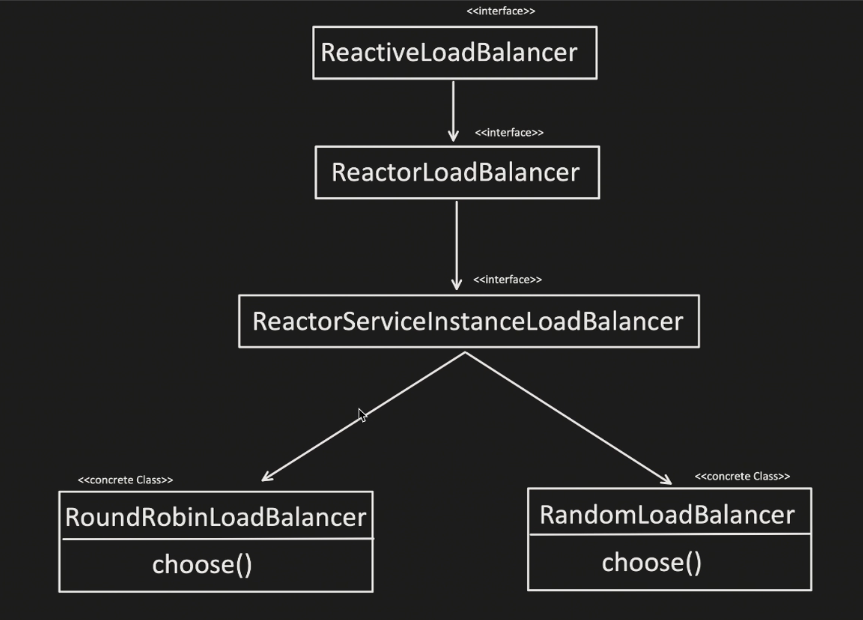 <<interface>>
ReactiveLoadBalancer
<<interface>>
ReactorLoadBalancer
<<interface>>
ReactorServiceInstanceLoadBalancer
<<concrete Class>>
RoundRobinLoadBalancer
choose()
<<concrete Class>>
RandomLoadBalancer
choose()